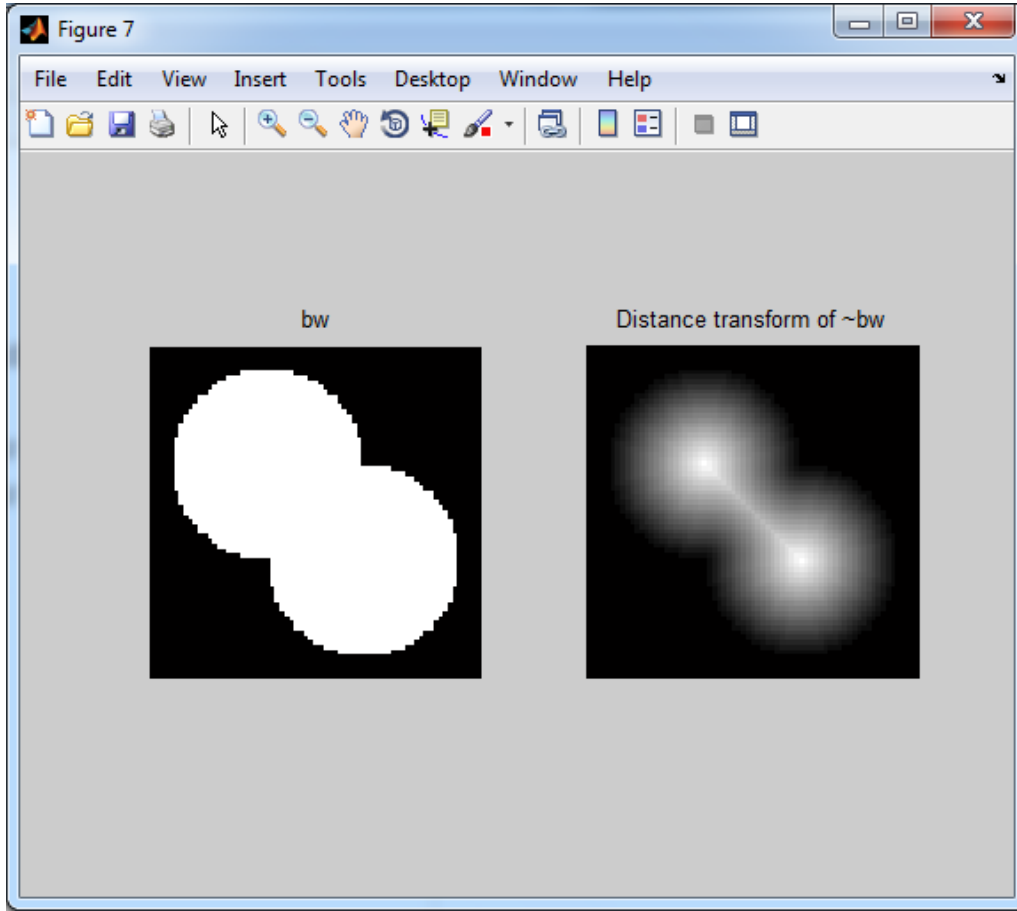 Figure 7
File Edit View Insert Tools Desktop Window Help
bw
Distance transform of ~bw